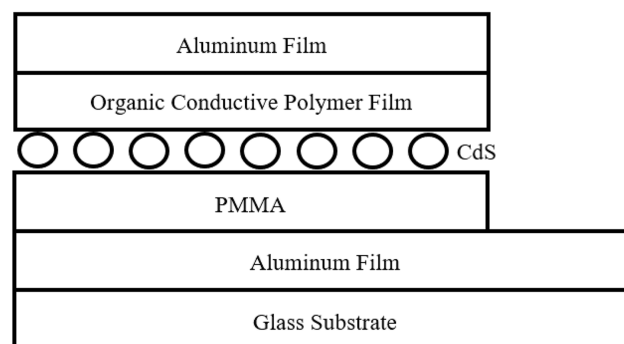 Aluminum Film
Organic Conductive Polymer Film
CdS
PMMA
Aluminum Film
Glass Substrate